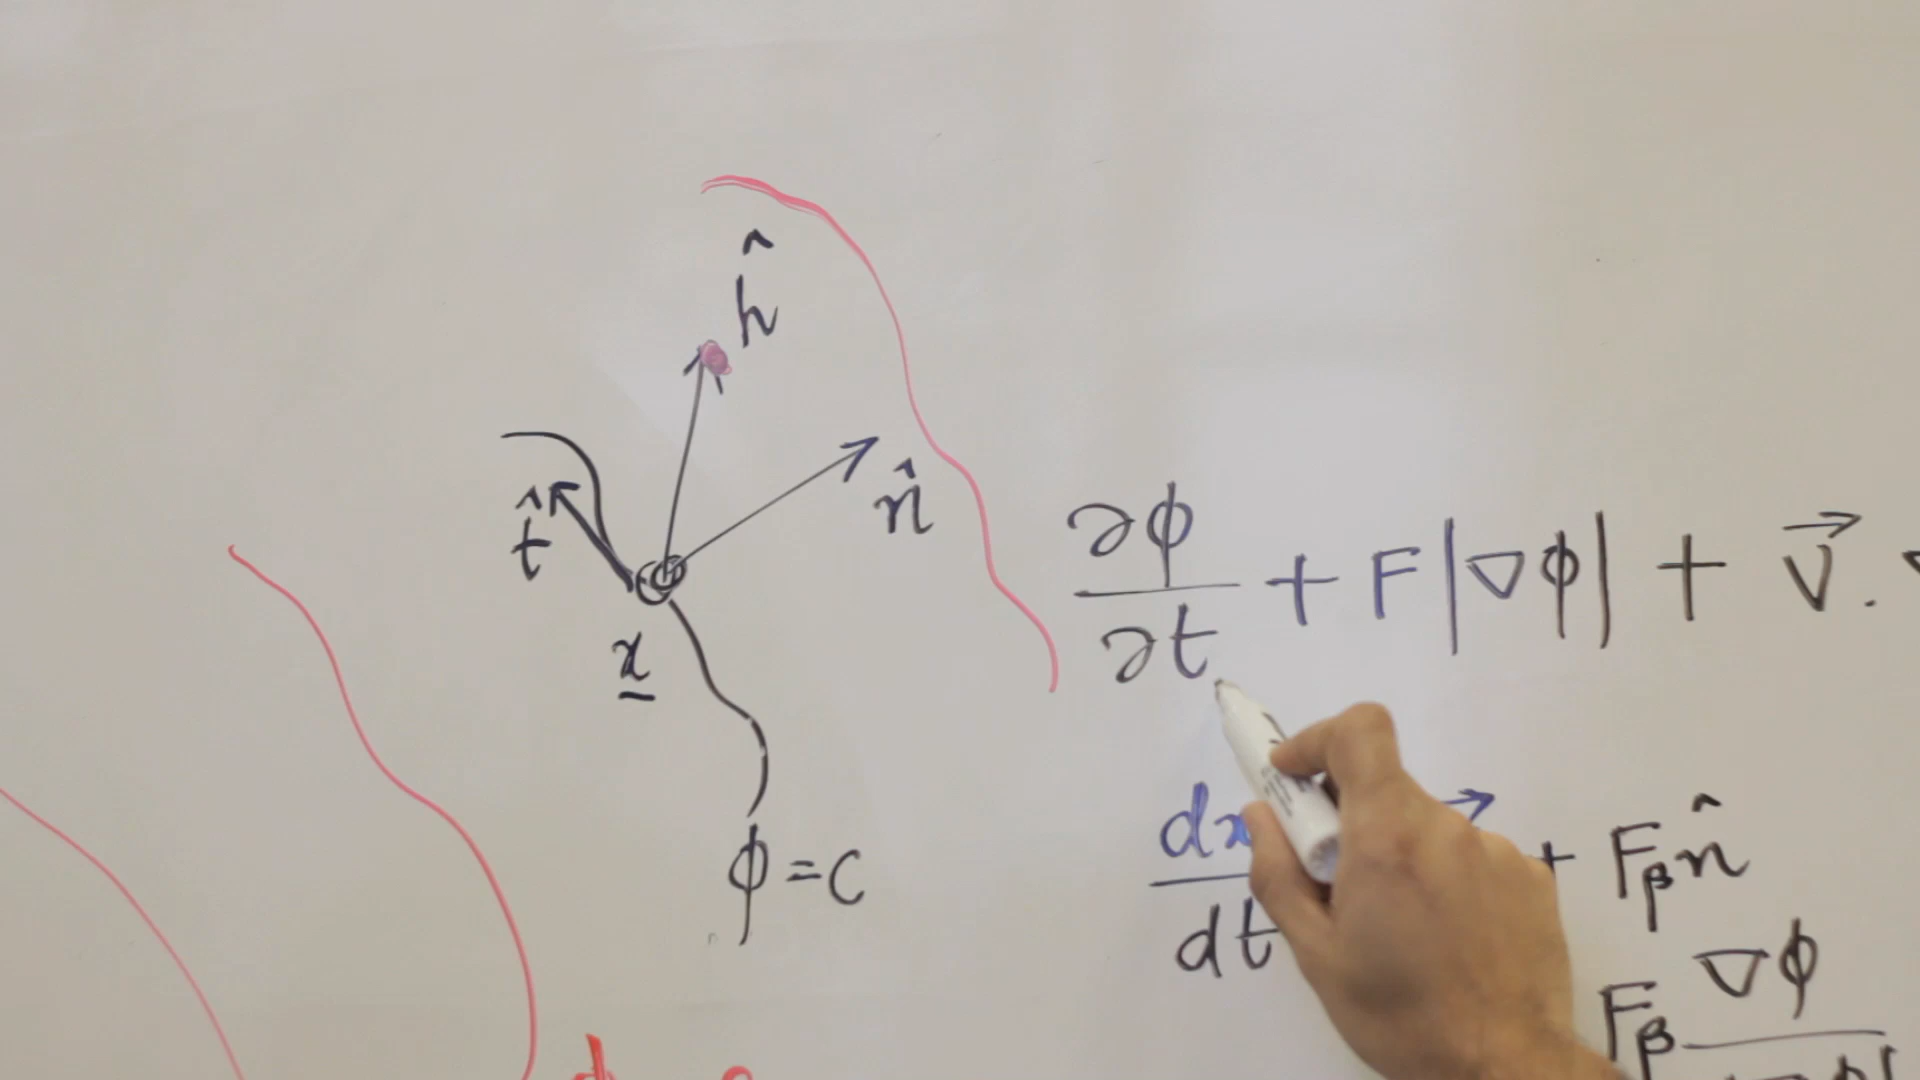 ĥ
n̂
t̂
x
ϕ = c
∂ϕ/∂t + F|∇ϕ| + V⃗ .
dx
dt
+ F_β n̂
F_β ∇ϕ